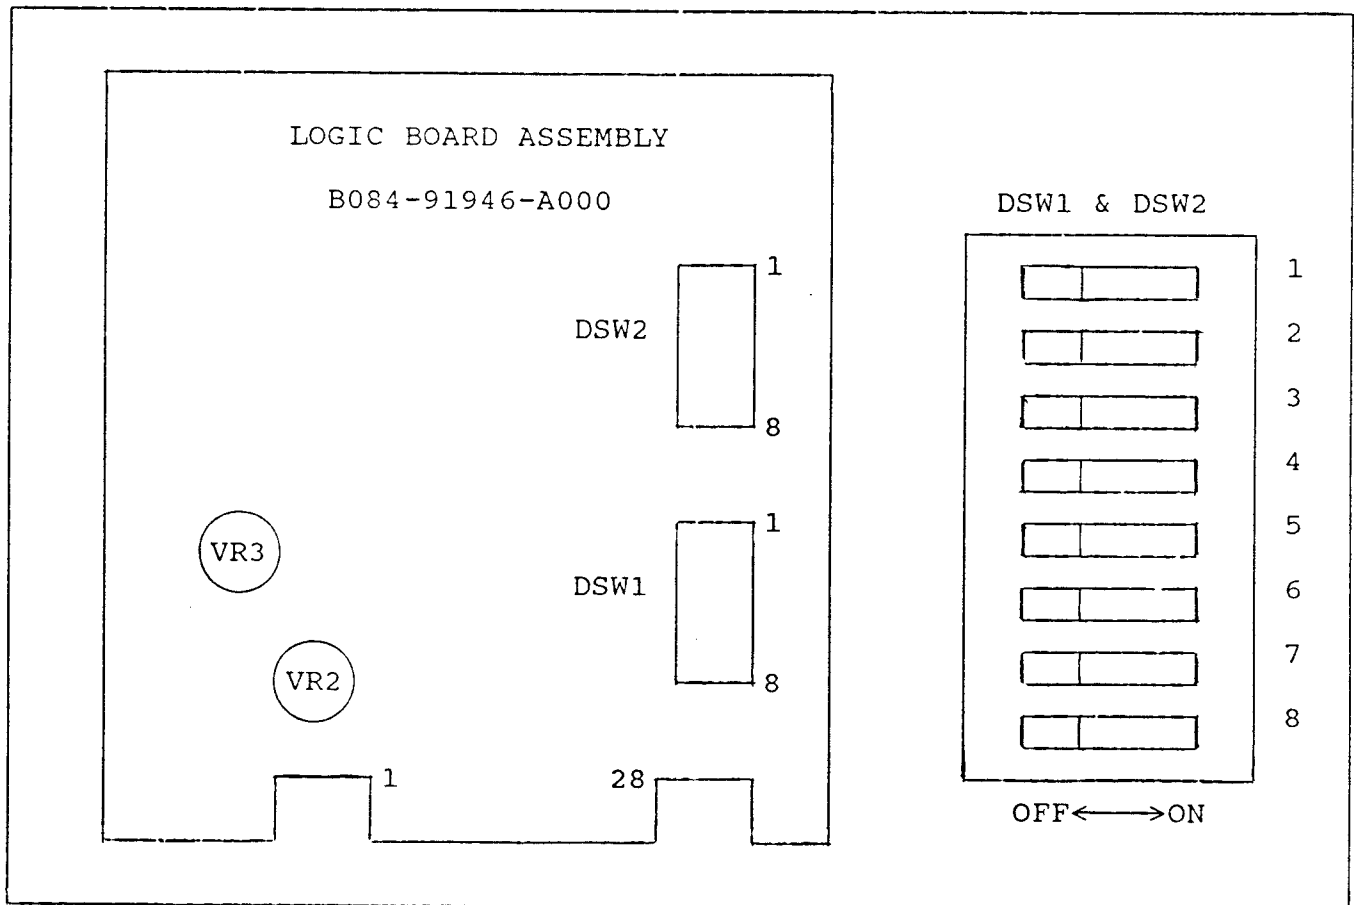 LOGIC BOARD ASSEMBLY
B084-91946-A000
DSW2
1
8
DSW1
1
8
VR3
VR2
1
28
DSW1 & DSW2
1
2
3
4
5
6
7
8
OFF←→ON